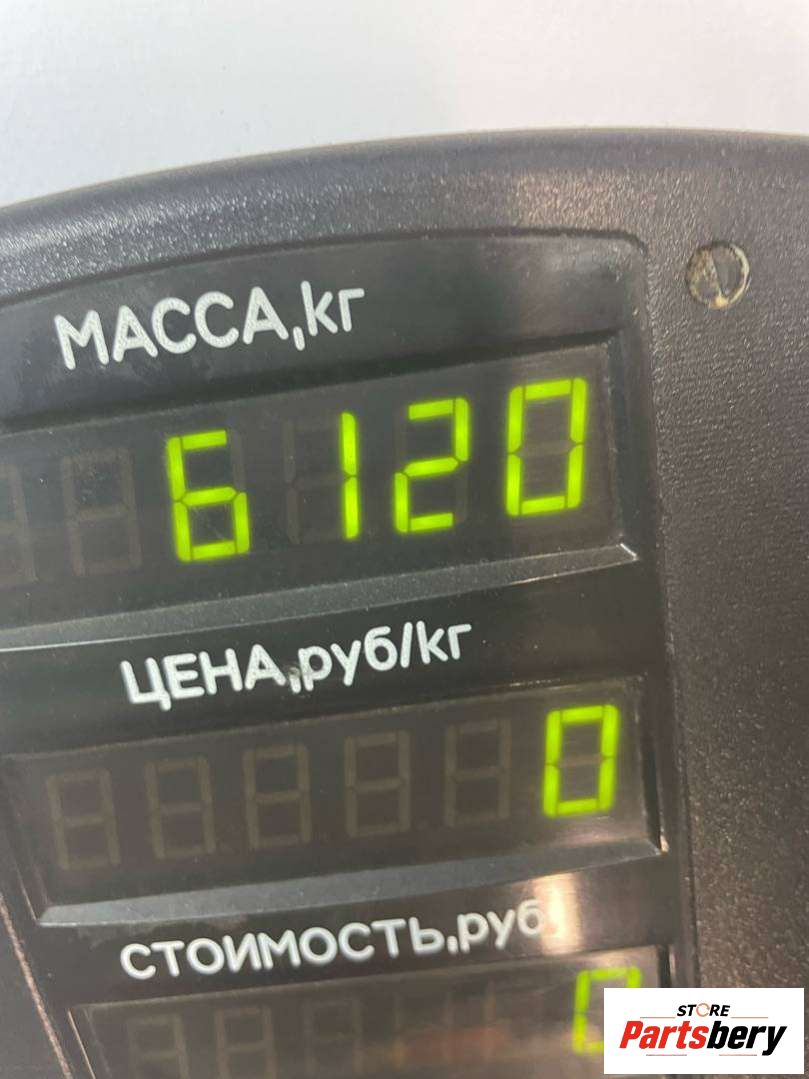 МАССА,кг
6120
ЦЕНА,руб/кг
0
СТОИМОСТЬ,руб
0
STORE
Partsbery